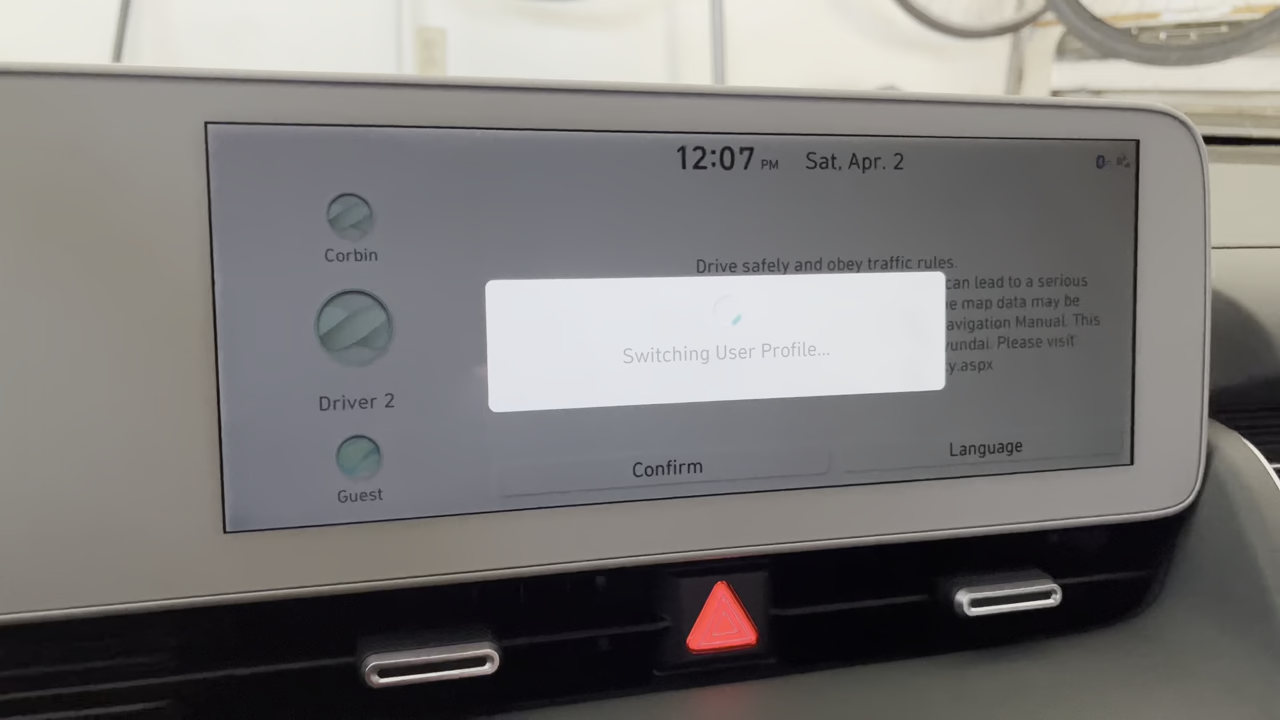 12:07 PM Sat, Apr. 2
Corbin
Driver 2
Guest
Drive safely and obey traffic rules.
can lead to a serious
map data may be
avigation Manual. This
yundai. Please visit
y.aspx
Switching User Profile...
Confirm
Language